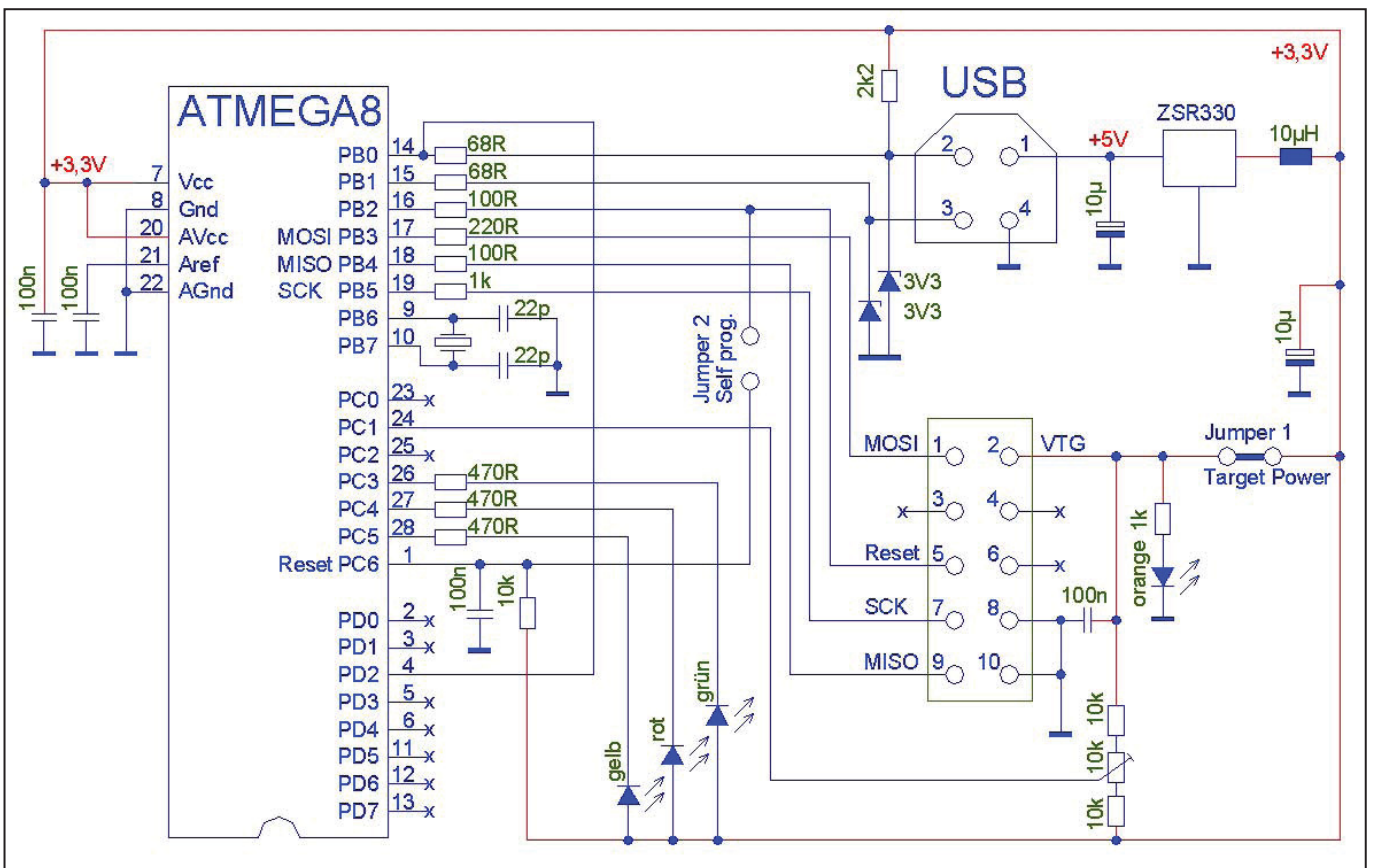 ATMEGA8
+3,3V
7 Vcc
8 Gnd
20 AVcc
21 Aref
22 AGnd
100n
100n
PB0 14 68R
PB1 15 68R
PB2 16 100R
MOSI PB3 17 220R
MISO PB4 18 100R
SCK PB5 19 1k
PB6 9 22p
PB7 10 22p
PC0 23 x
PC1 24
PC2 25 x
PC3 26 470R
PC4 27 470R
PC5 28 470R
Reset PC6 1
100n
10k
PD0 2 x
PD1 3 x
PD2 4
PD3 5 x
PD4 6 x
PD5 11 x
PD6 12 x
PD7 13 x
gelb
rot
grün
2k2
USB
2 1
3 4
+5V
ZSR330
10µH
+3,3V
10µ
3V3
3V3
10µ
Jumper 2
Self prog.
MOSI 1 2 VTG
x 3 4 x
Reset 5 6 x
SCK 7 8
MISO 9 10
100n
Jumper 1
Target Power
orange 1k
10k
10k
10k